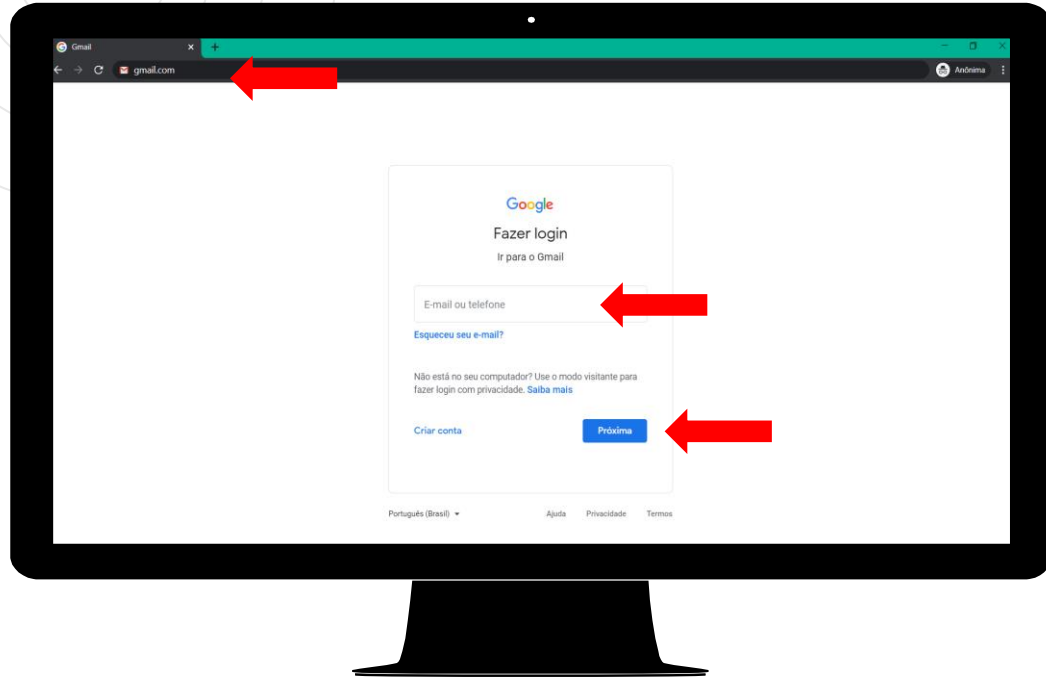 Gmail
gmail.com
Anônima
Google
Fazer login
Ir para o Gmail
E-mail ou telefone
Esqueceu seu e-mail?
Não está no seu computador? Use o modo visitante para
fazer login com privacidade. Saiba mais
Criar conta
Próxima
Português (Brasil)
Ajuda
Privacidade
Termos